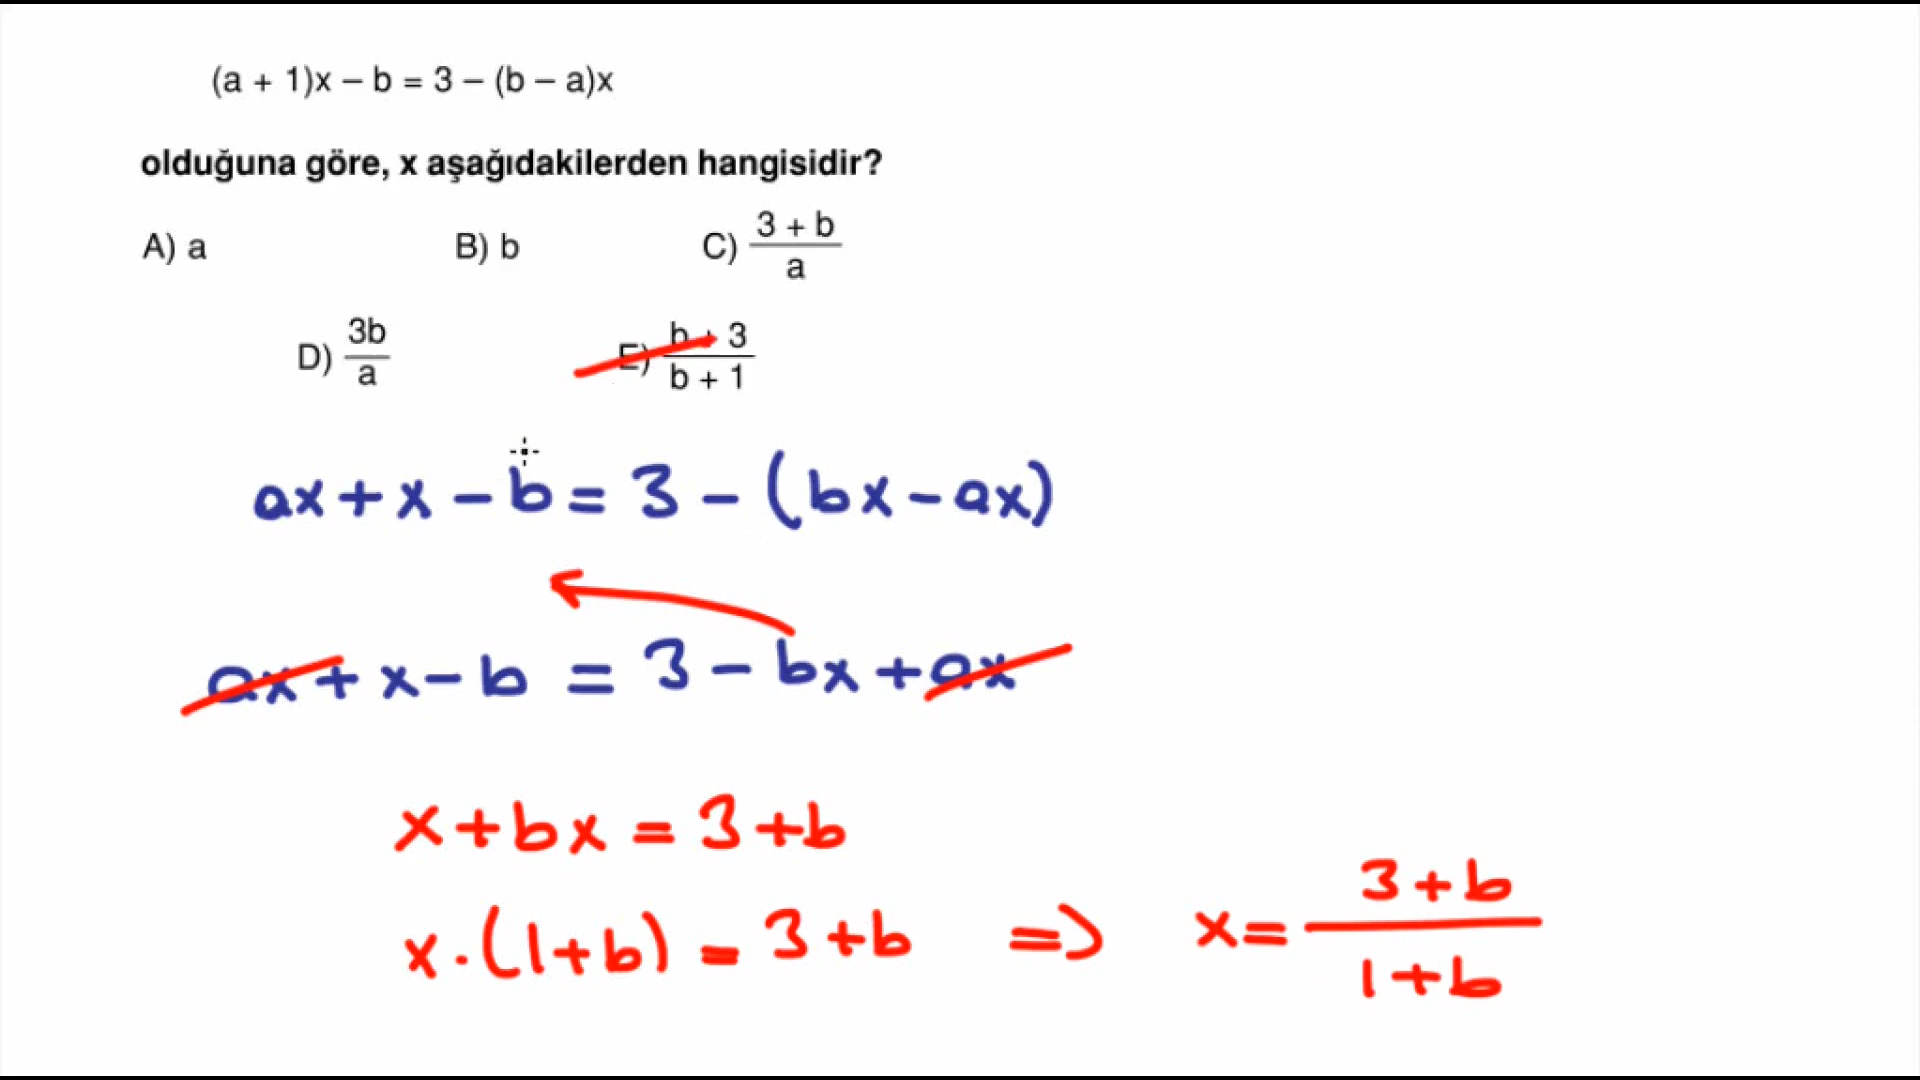 (a + 1)x – b = 3 – (b – a)x
olduğuna göre, x aşağıdakilerden hangisidir?
A) a B) b C) (3 + b)/a
D) 3b/a E) (b + 3)/(b + 1)
ax + x - b = 3 - (bx - ax)
ax + x - b = 3 - bx + ax
x + bx = 3 + b
x . (1 + b) = 3 + b => x = (3 + b)/(1 + b)